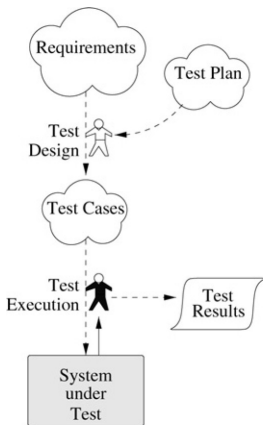 Requirements
Test Plan
Test
Design
Test Cases
Test
Execution
Test
Results
System
under
Test